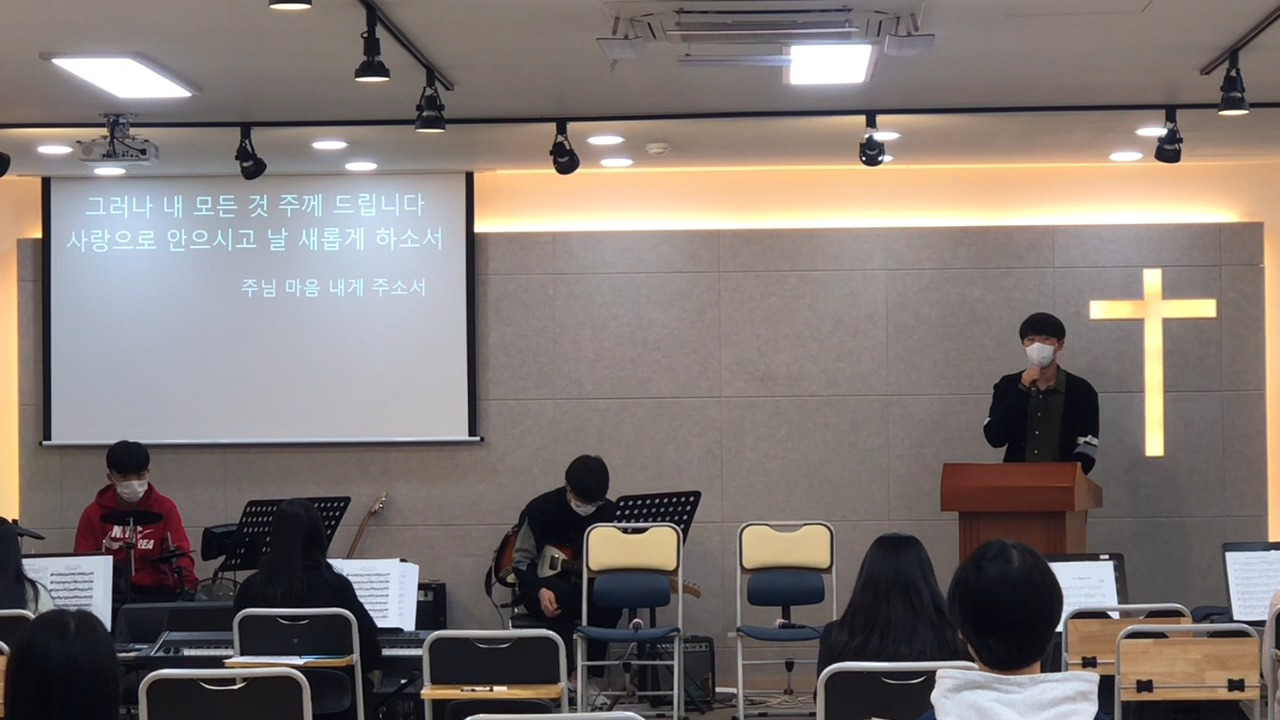 그러나 내 모든 것 주께 드립니다
사랑으로 안으시고 날 새롭게 하소서
주님 마음 내게 주소서